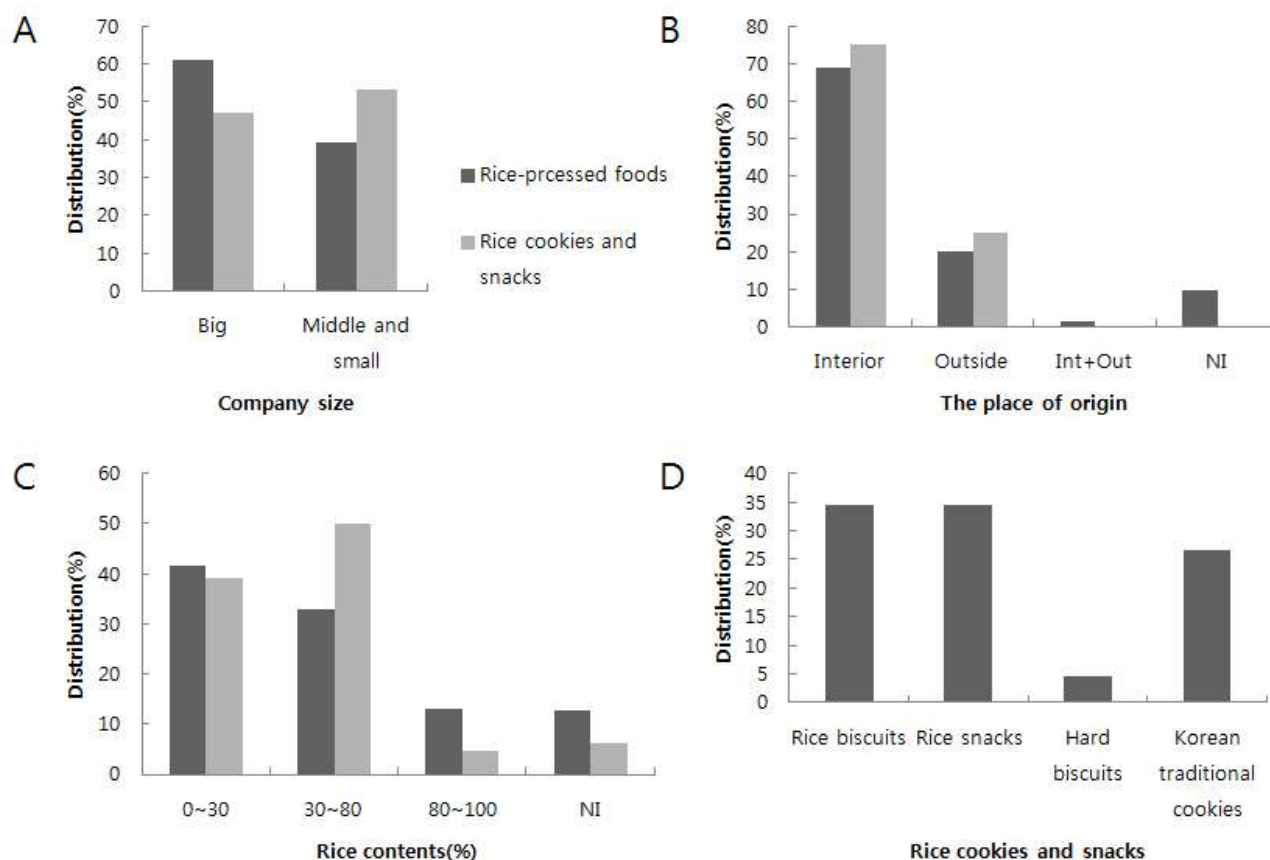 A
Distribution(%)
70
60
50
40
30
20
10
0
Big
Middle and
small
Company size
Rice-prcessed foods
Rice cookies and
snacks
B
Distribution(%)
80
70
60
50
40
30
20
10
0
Interior
Outside
Int+Out
NI
The place of origin
C
Distribution(%)
60
50
40
30
20
10
0
0~30
30~80
80~100
NI
Rice contents(%)
D
Distribution(%)
40
35
30
25
20
15
10
5
0
Rice biscuits
Rice snacks
Hard
biscuits
Korean
traditional
cookies
Rice cookies and snacks